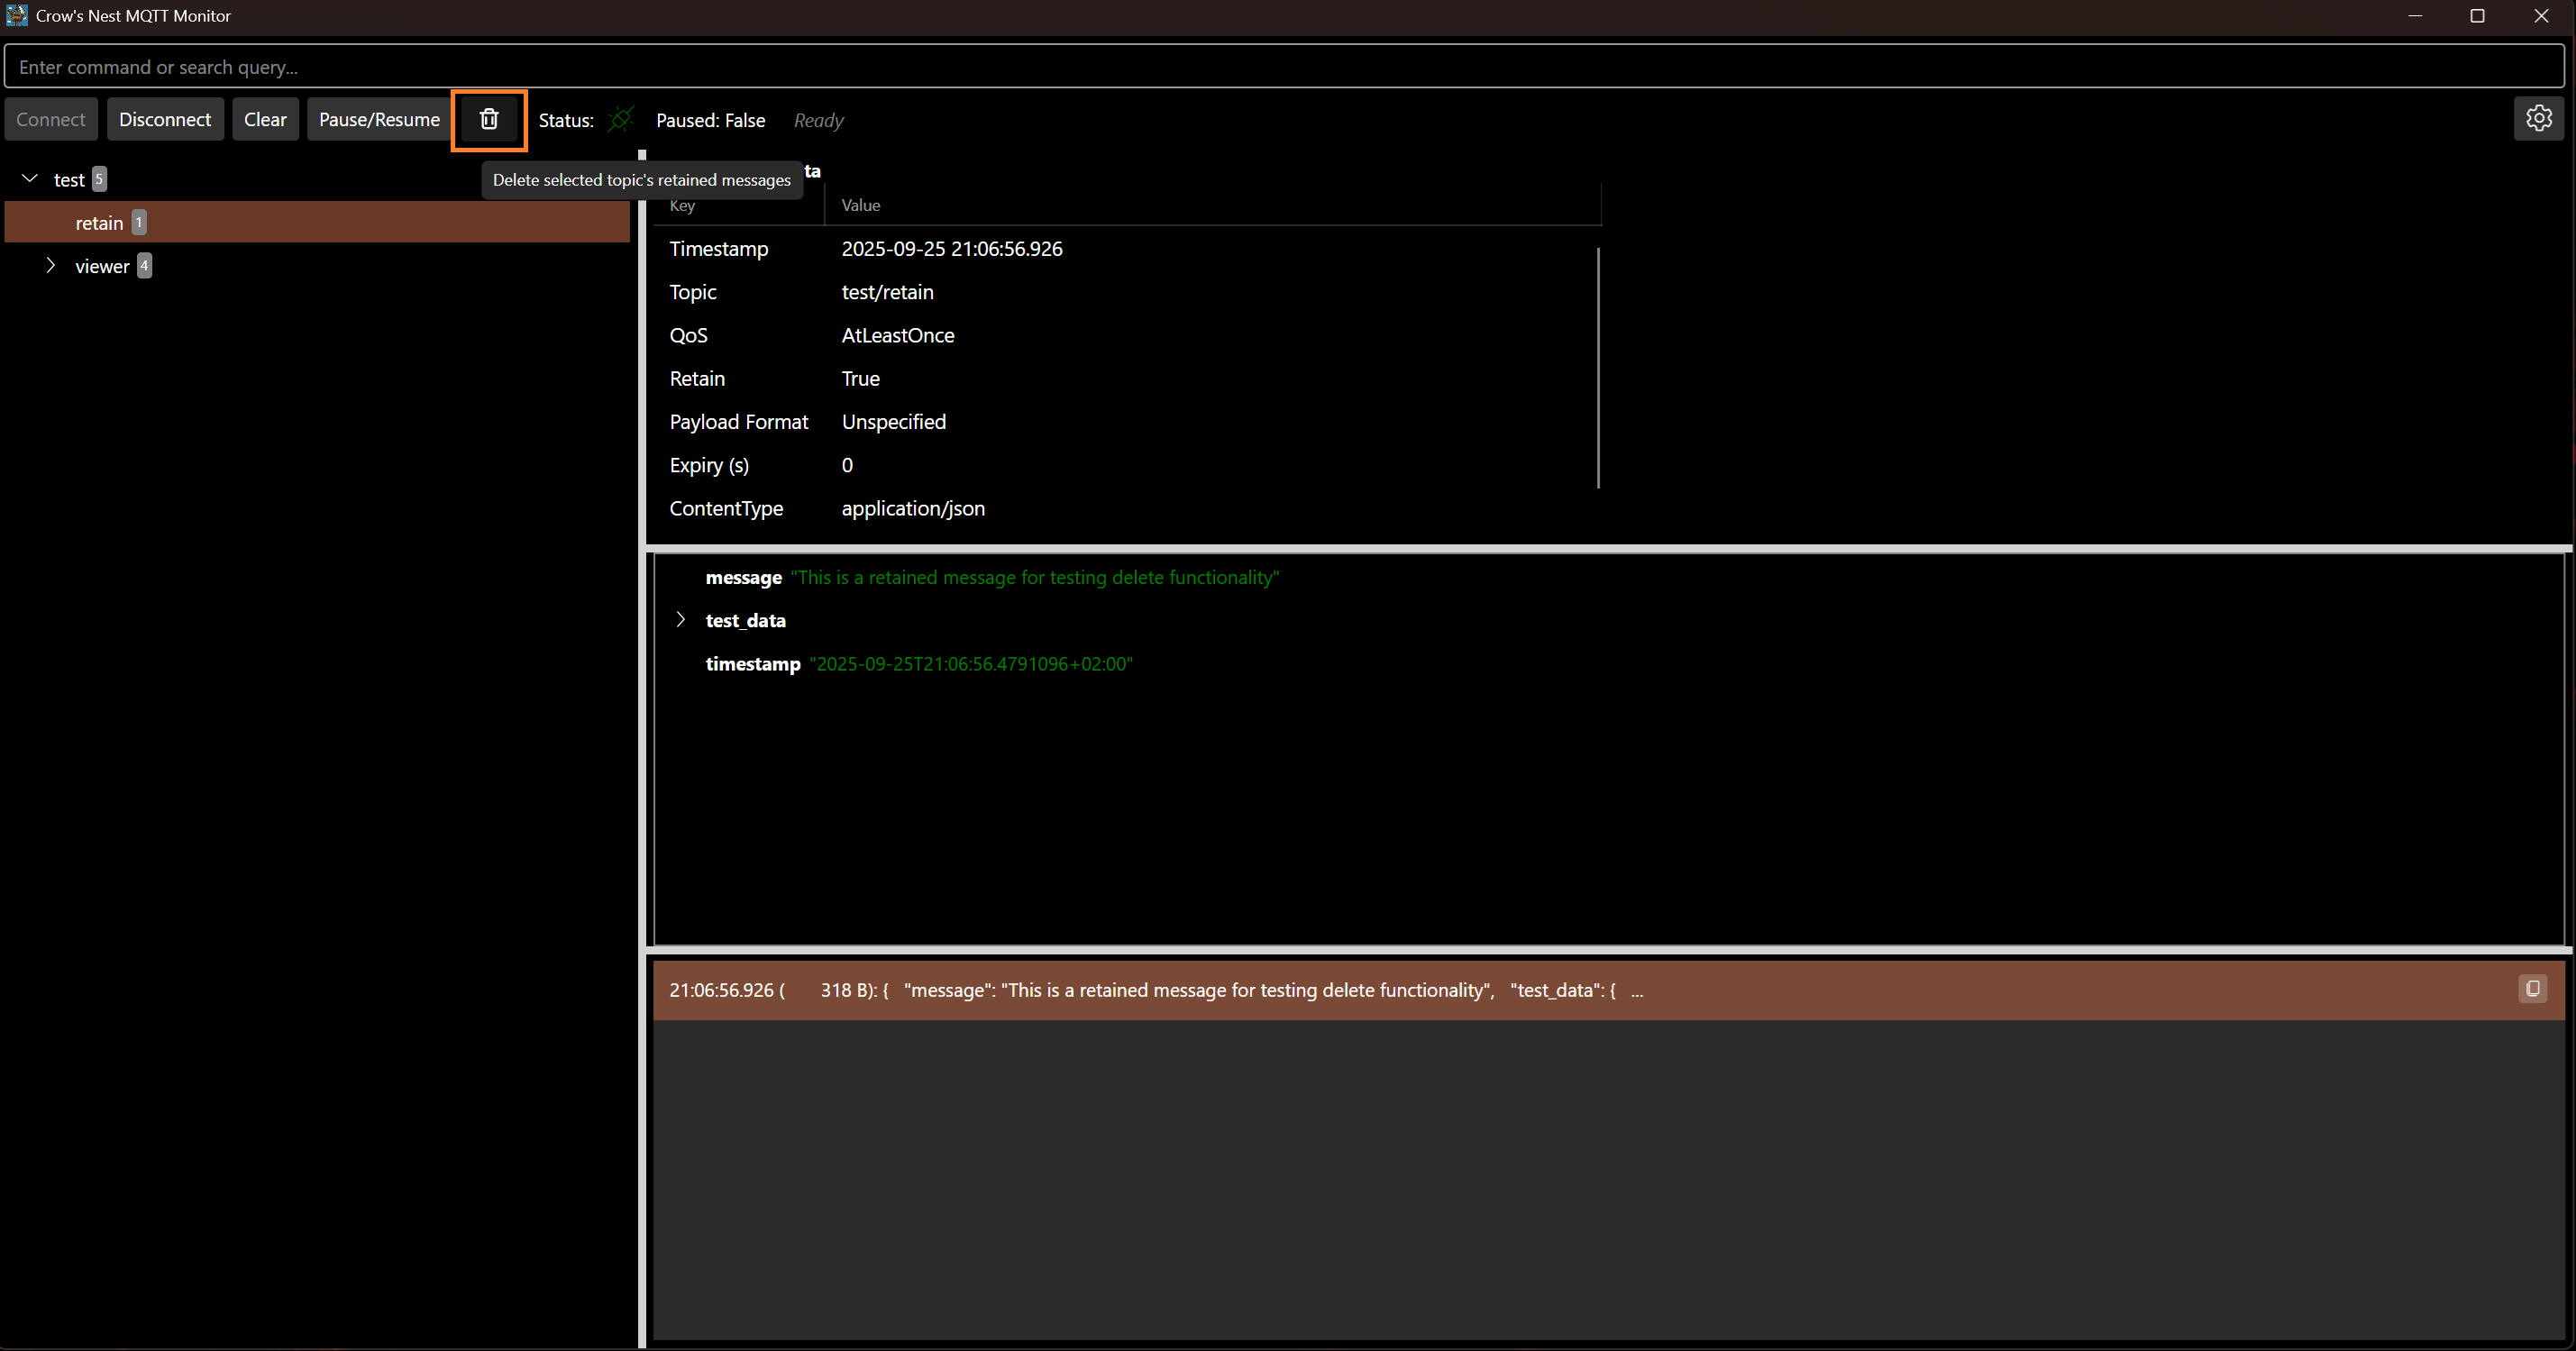 Crow's Nest MQTT Monitor
Enter command or search query...
Connect Disconnect Clear Pause/Resume Status: Paused: False Ready
Delete selected topic's retained messages
ta
test 5
retain 1
viewer 4
Key Value
Timestamp 2025-09-25 21:06:56.926
Topic test/retain
QoS AtLeastOnce
Retain True
Payload Format Unspecified
Expiry (s) 0
ContentType application/json
message "This is a retained message for testing delete functionality"
test_data
timestamp "2025-09-25T21:06:56.4791096+02:00"
21:06:56.926 ( 318 B): { "message": "This is a retained message for testing delete functionality", "test_data": { ...